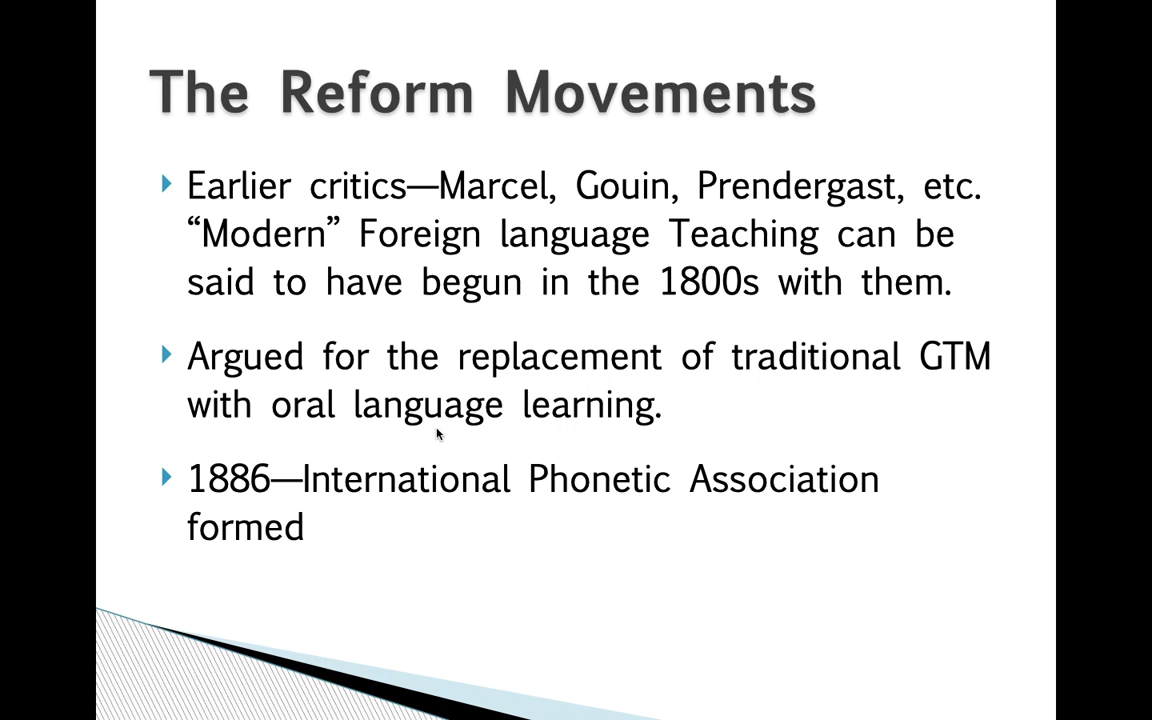 The Reform Movements
Earlier critics—Marcel, Gouin, Prendergast, etc.
“Modern” Foreign language Teaching can be
said to have begun in the 1800s with them.
Argued for the replacement of traditional GTM
with oral language learning.
1886—International Phonetic Association
formed